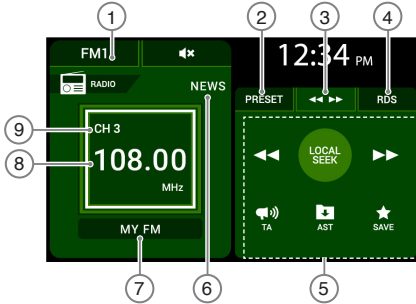 1
2
3
4
FM1
12:34 PM
RADIO
NEWS
PRESET
RDS
9
CH 3
8
108.00
MHz
LOCAL
SEEK
MY FM
TA
AST
SAVE
7
6
5